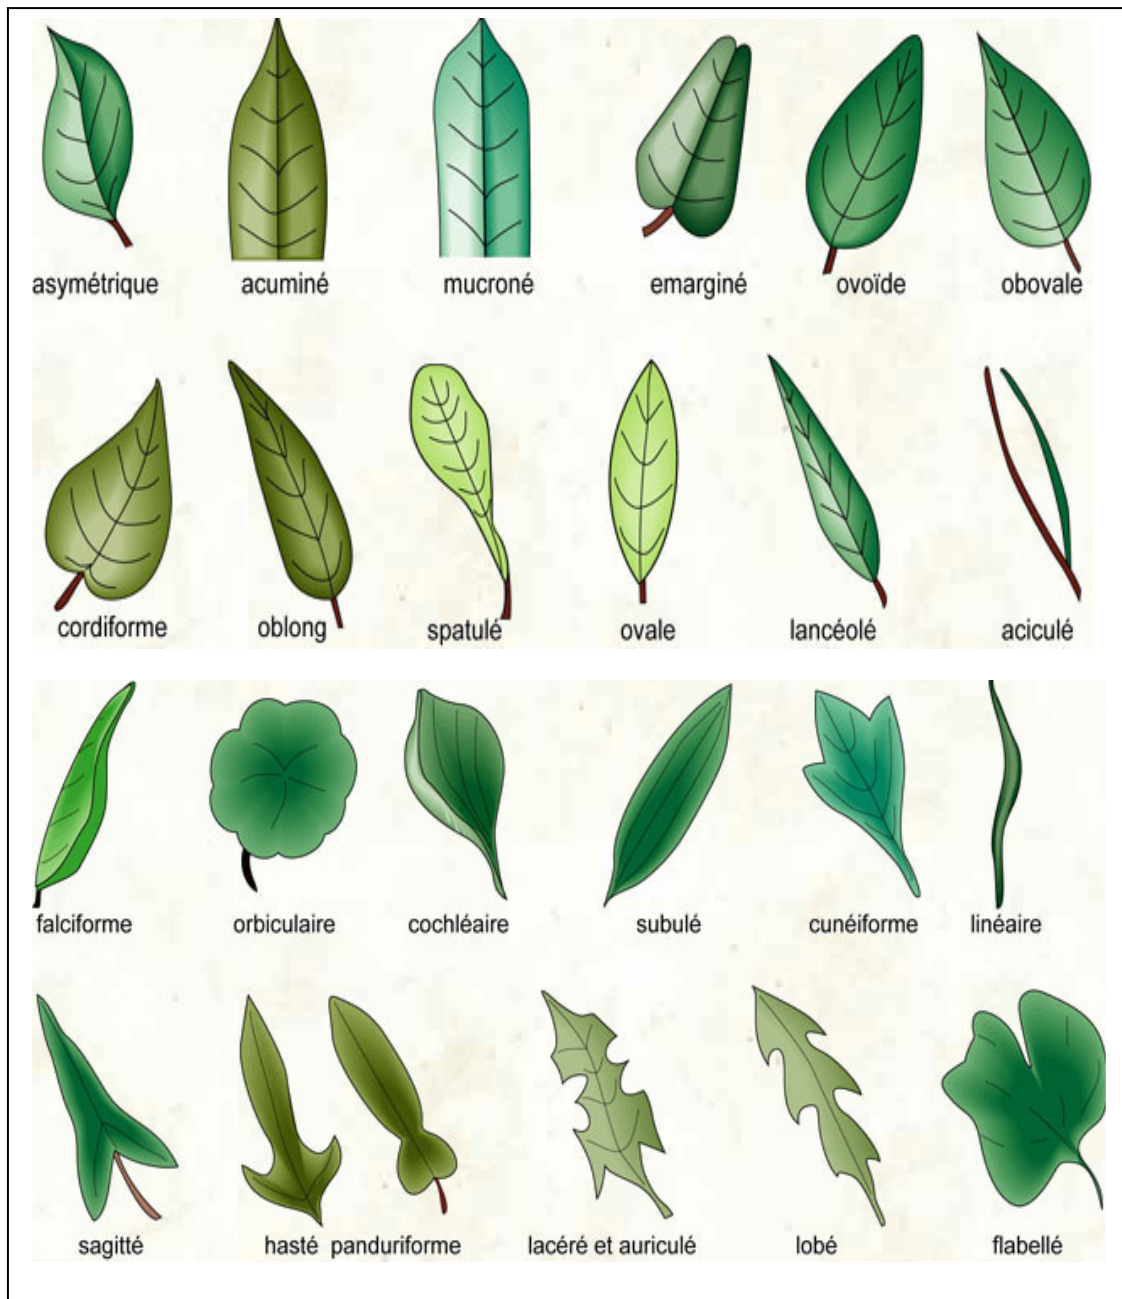 asymétrique acuminé mucroné emarginé ovoïde obovale
cordiforme oblong spatulé ovale lancéolé aciculé
falciforme orbiculaire cochléaire subulé cunéiforme linéaire
sagitté hasté panduriforme lacéré et auriculé lobé flabellé